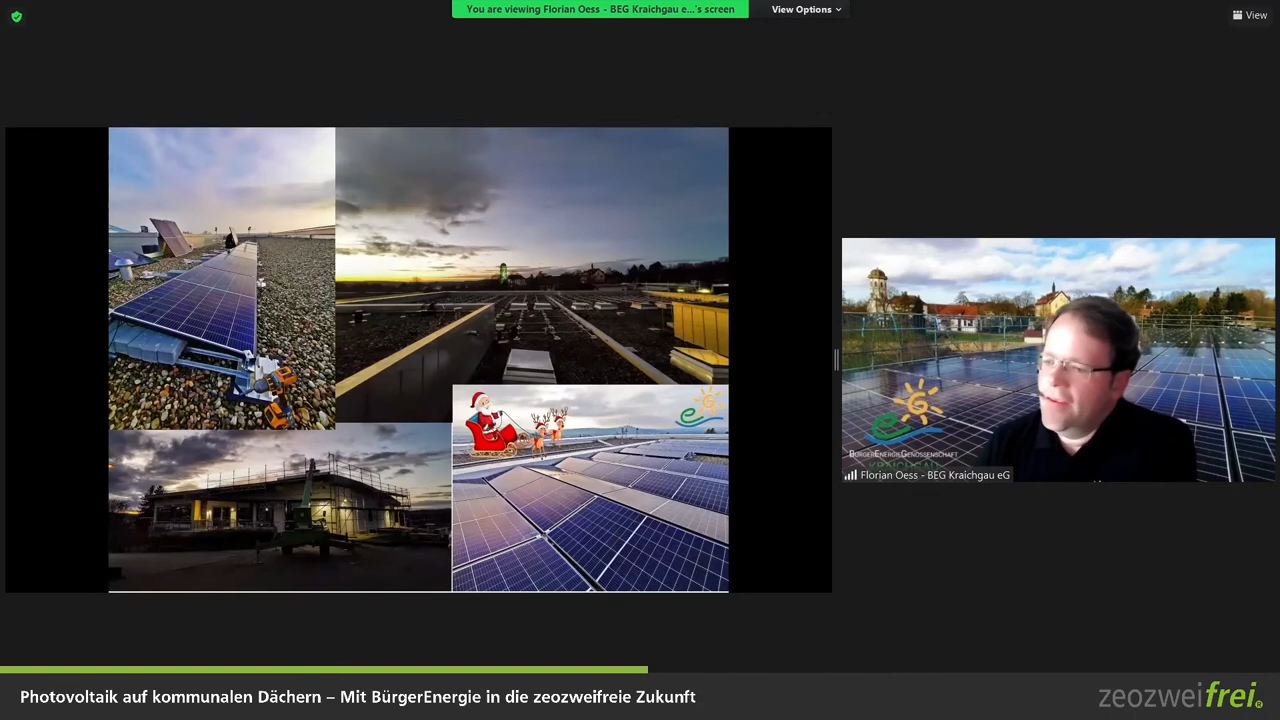 You are viewing Florian Oess - BEG Kraichgau e...'s screen
View Options
View
BÜRGERENERGIEGENOSSENSCHAFT
KRAICHGAU
Florian Oess - BEG Kraichgau eG
Photovoltaik auf kommunalen Dächern – Mit BürgerEnergie in die zeozweifreie Zukunft
zeozweifrei